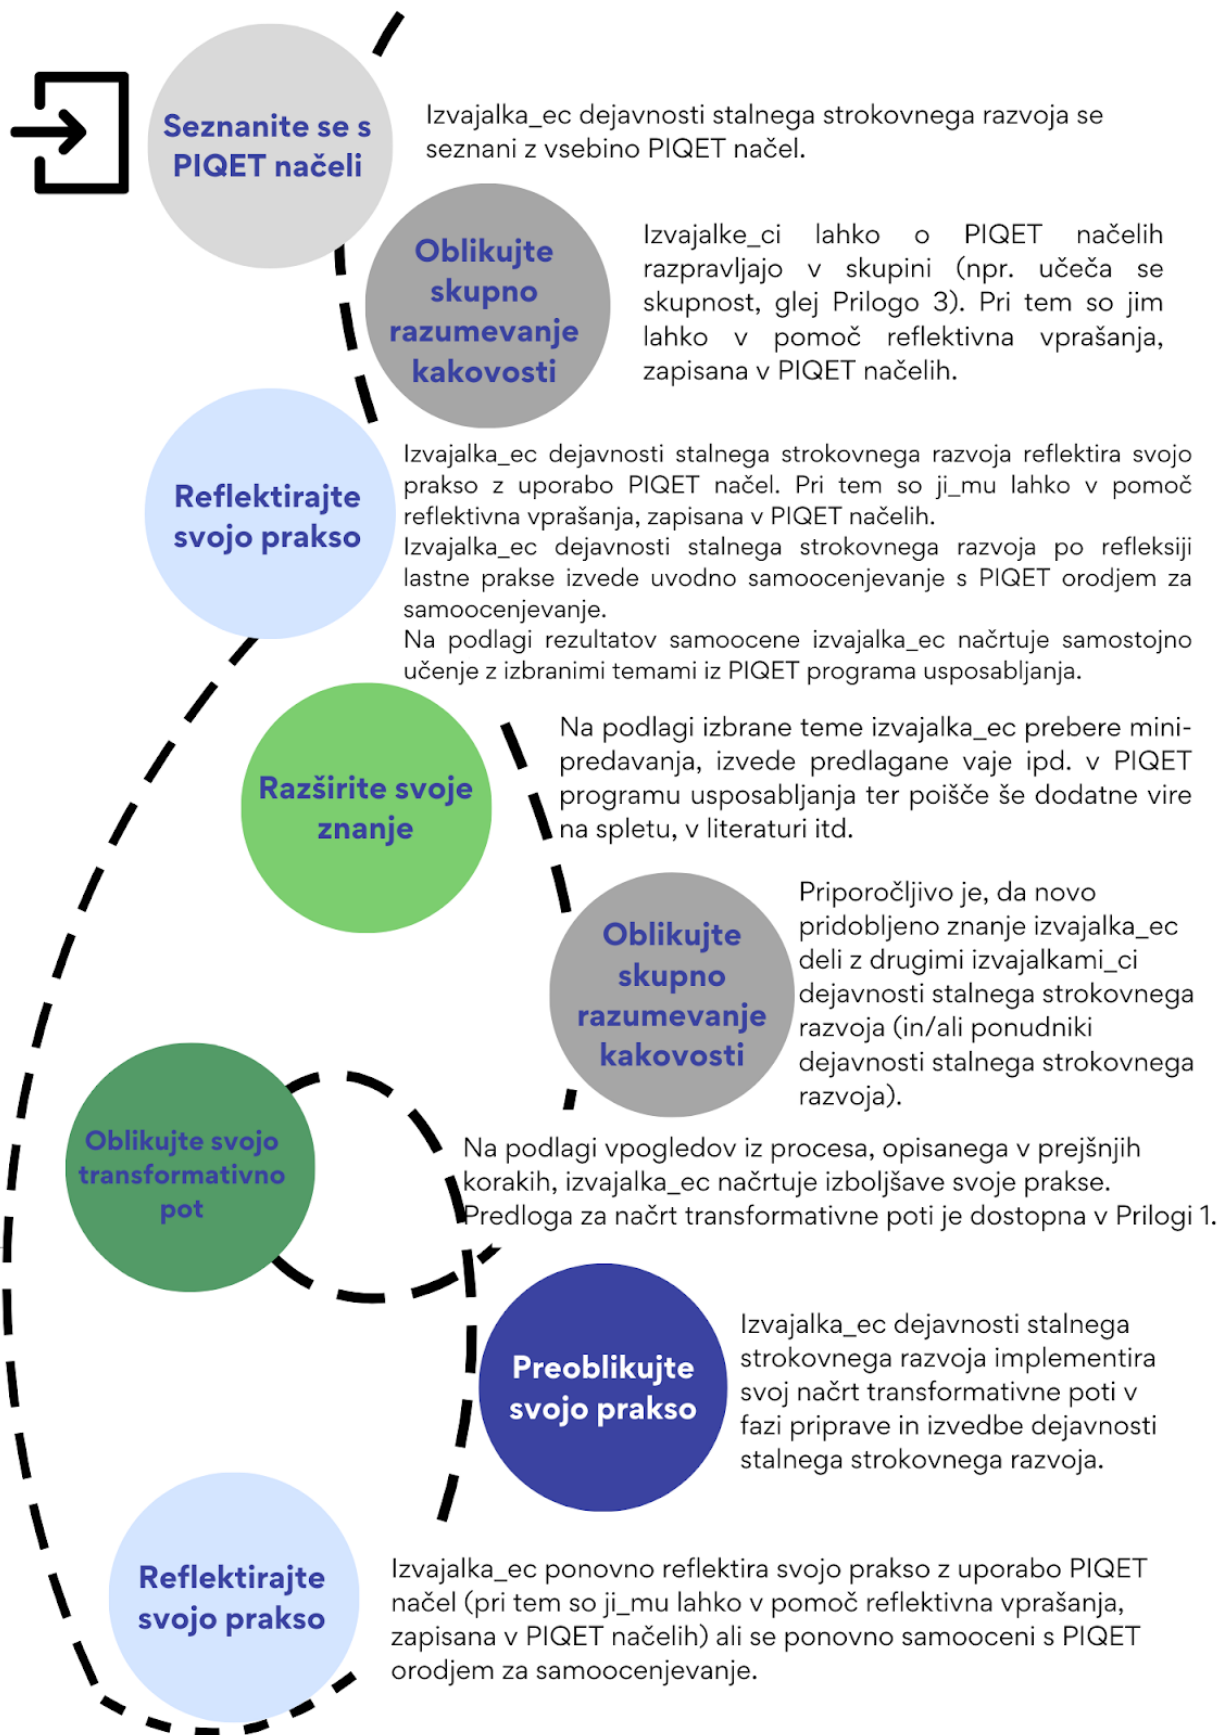 Seznanite se s
PIQET načeli
Izvajalka_ec dejavnosti stalnega strokovnega razvoja se
seznani z vsebino PIQET načel.
Oblikujte
skupno
razumevanje
kakovosti
Izvajalke_ci lahko o PIQET načelih
razpravljajo v skupini (npr. učeča se
skupnost, glej Prilogo 3). Pri tem so jim
lahko v pomoč reflektivna vprašanja,
zapisana v PIQET načelih.
Reflektirajte
svojo prakso
Izvajalka_ec dejavnosti stalnega strokovnega razvoja reflektira svojo
prakso z uporabo PIQET načel. Pri tem so ji_mu lahko v pomoč
reflektivna vprašanja, zapisana v PIQET načelih.
Izvajalka_ec dejavnosti stalnega strokovnega razvoja po refleksiji
lastne prakse izvede uvodno samoocenjevanje s PIQET orodjem za
samoocenjevanje.
Na podlagi rezultatov samoocene izvajalka_ec načrtuje samostojno
učenje z izbranimi temami iz PIQET programa usposabljanja.
Razširite svoje
znanje
Na podlagi izbrane teme izvajalka_ec prebere mini-
predavanja, izvede predlagane vaje ipd. v PIQET
programu usposabljanja ter poišče še dodatne vire
na spletu, v literaturi itd.
Oblikujte
skupno
razumevanje
kakovosti
Priporočljivo je, da novo
pridobljeno znanje izvajalka_ec
deli z drugimi izvajalkami_ci
dejavnosti stalnega strokovnega
razvoja (in/ali ponudniki
dejavnosti stalnega strokovnega
razvoja).
Oblikujte svojo
transformativno
pot
Na podlagi vpogledov iz procesa, opisanega v prejšnjih
korakih, izvajalka_ec načrtuje izboljšave svoje prakse.
Predloga za načrt transformativne poti je dostopna v Prilogi 1.
Preoblikujte
svojo prakso
Izvajalka_ec dejavnosti stalnega
strokovnega razvoja implementira
svoj načrt transformativne poti v
fazi priprave in izvedbe dejavnosti
stalnega strokovnega razvoja.
Reflektirajte
svojo prakso
Izvajalka_ec ponovno reflektira svojo prakso z uporabo PIQET
načel (pri tem so ji_mu lahko v pomoč reflektivna vprašanja,
zapisana v PIQET načelih) ali se ponovno samooceni s PIQET
orodjem za samoocenjevanje.